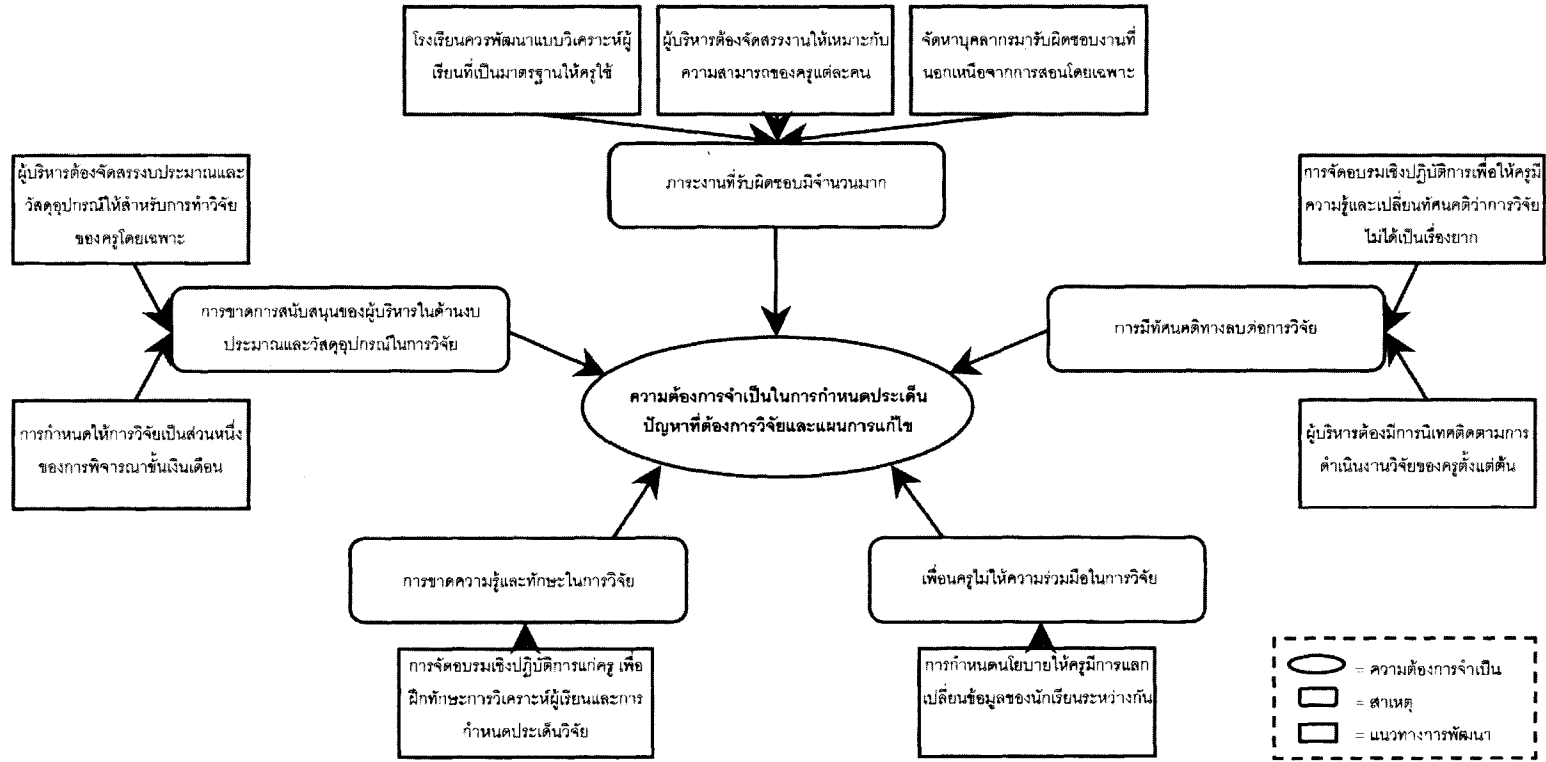 โรงเรียนควรพัฒนาแบบวิเคราะห์ผู้
เรียนที่เป็นมาตรฐานให้ครูใช้
ผู้บริหารต้องจัดสรรงานให้เหมาะกับ
ความสามารถของครูแต่ละคน
จัดหาบุคลากรมารับผิดชอบงานที่
นอกเหนือจากการสอนโดยเฉพาะ
ภาระงานที่รับผิดชอบมีจำนวนมาก
ผู้บริหารต้องจัดสรรงบประมาณและ
วัสดุอุปกรณ์ให้สำหรับการทำวิจัย
ของครูโดยเฉพาะ
การจัดอบรมเชิงปฏิบัติการเพื่อให้ครูมี
ความรู้และเปลี่ยนทัศนคติว่าการวิจัย
ไม่ได้เป็นเรื่องยาก
การขาดการสนับสนุนของผู้บริหารในด้านงบ
ประมาณและวัสดุอุปกรณ์ในการวิจัย
การมีทัศนคติทางลบต่อการวิจัย
ความต้องการจำเป็นในการกำหนดประเด็น
ปัญหาที่ต้องการวิจัยและแผนการแก้ไข
การกำหนดให้การวิจัยเป็นส่วนหนึ่ง
ของการพิจารณาขั้นเงินเดือน
ผู้บริหารต้องมีการนิเทศติดตามการ
ดำเนินงานวิจัยของครูตั้งแต่ต้น
การขาดความรู้และทักษะในการวิจัย
เพื่อนครูไม่ให้ความร่วมมือในการวิจัย
การจัดอบรมเชิงปฏิบัติการแก่ครู เพื่อ
ฝึกทักษะการวิเคราะห์ผู้เรียนและการ
กำหนดประเด็นวิจัย
การกำหนดนโยบายให้ครูมีการแลก
เปลี่ยนข้อมูลของนักเรียนระหว่างกัน
= ความต้องการจำเป็น
= สาเหตุ
= แนวทางการพัฒนา